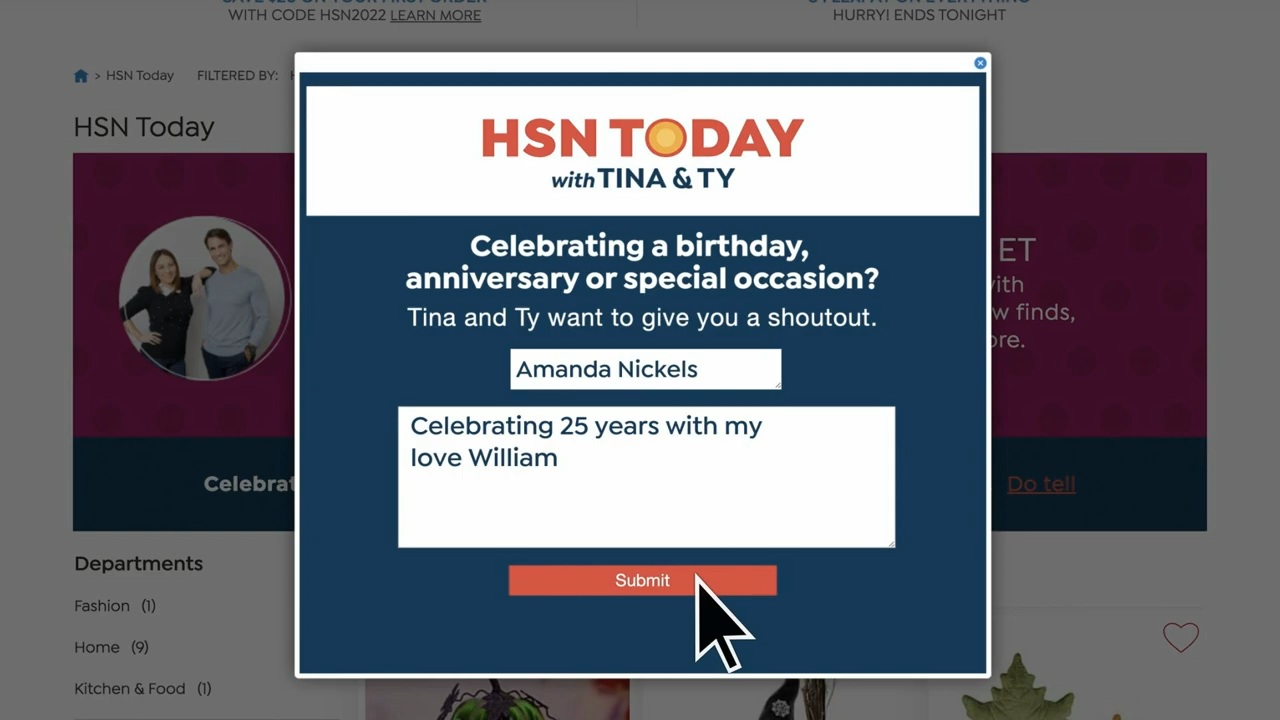 WITH CODE HSN2022 LEARN MORE
HURRY! ENDS TONIGHT
> HSN Today FILTERED BY:
HSN Today
HSN TODAY
with TINA & TY
Celebrating a birthday,
anniversary or special occasion?
Tina and Ty want to give you a shoutout.
Amanda Nickels
Celebrating 25 years with my
love William
Submit
ET
with
w finds,
ore.
Celebrat
Do tell
Departments
Fashion (1)
Home (9)
Kitchen & Food (1)